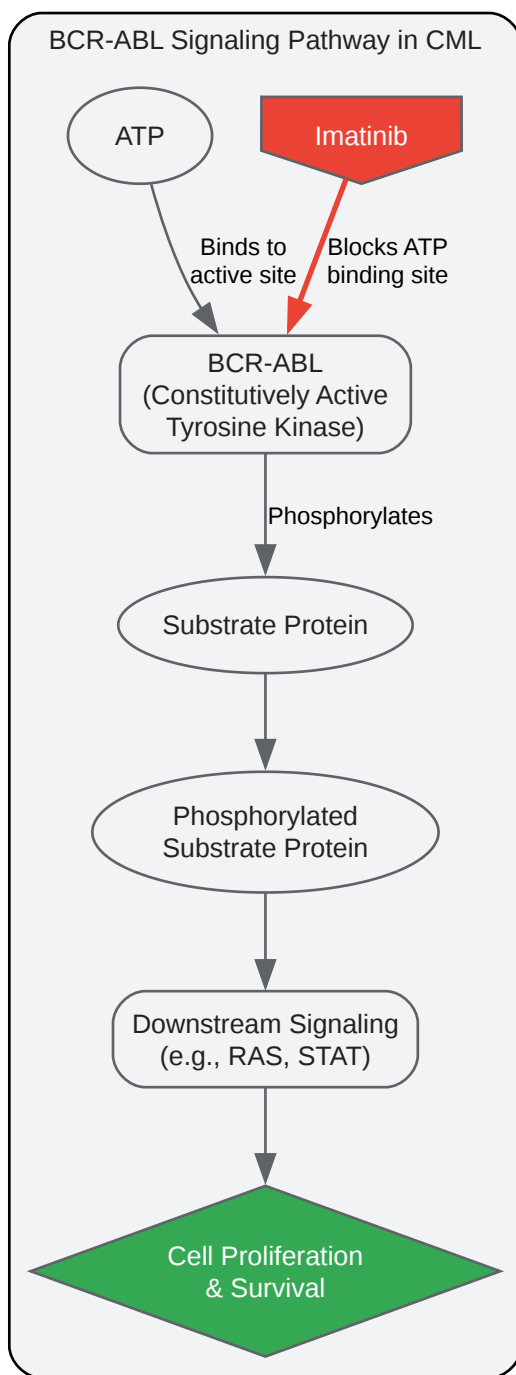 BCR-ABL Signaling Pathway in CML
ATP
Imatinib
Binds to
active site
Blocks ATP
binding site
BCR-ABL
(Constitutively Active
Tyrosine Kinase)
Phosphorylates
Substrate Protein
Phosphorylated
Substrate Protein
Downstream Signaling
(e.g., RAS, STAT)
Cell Proliferation
& Survival